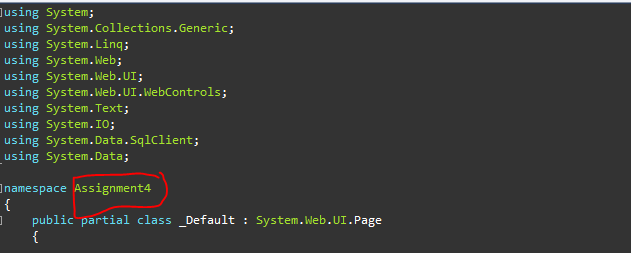 using System;
using System.Collections.Generic;
using System.Linq;
using System.Web;
using System.Web.UI;
using System.Web.UI.WebControls;
using System.Text;
using System.IO;
using System.Data.SqlClient;
using System.Data;
namespace Assignment4
{
public partial class _Default : System.Web.UI.Page
{